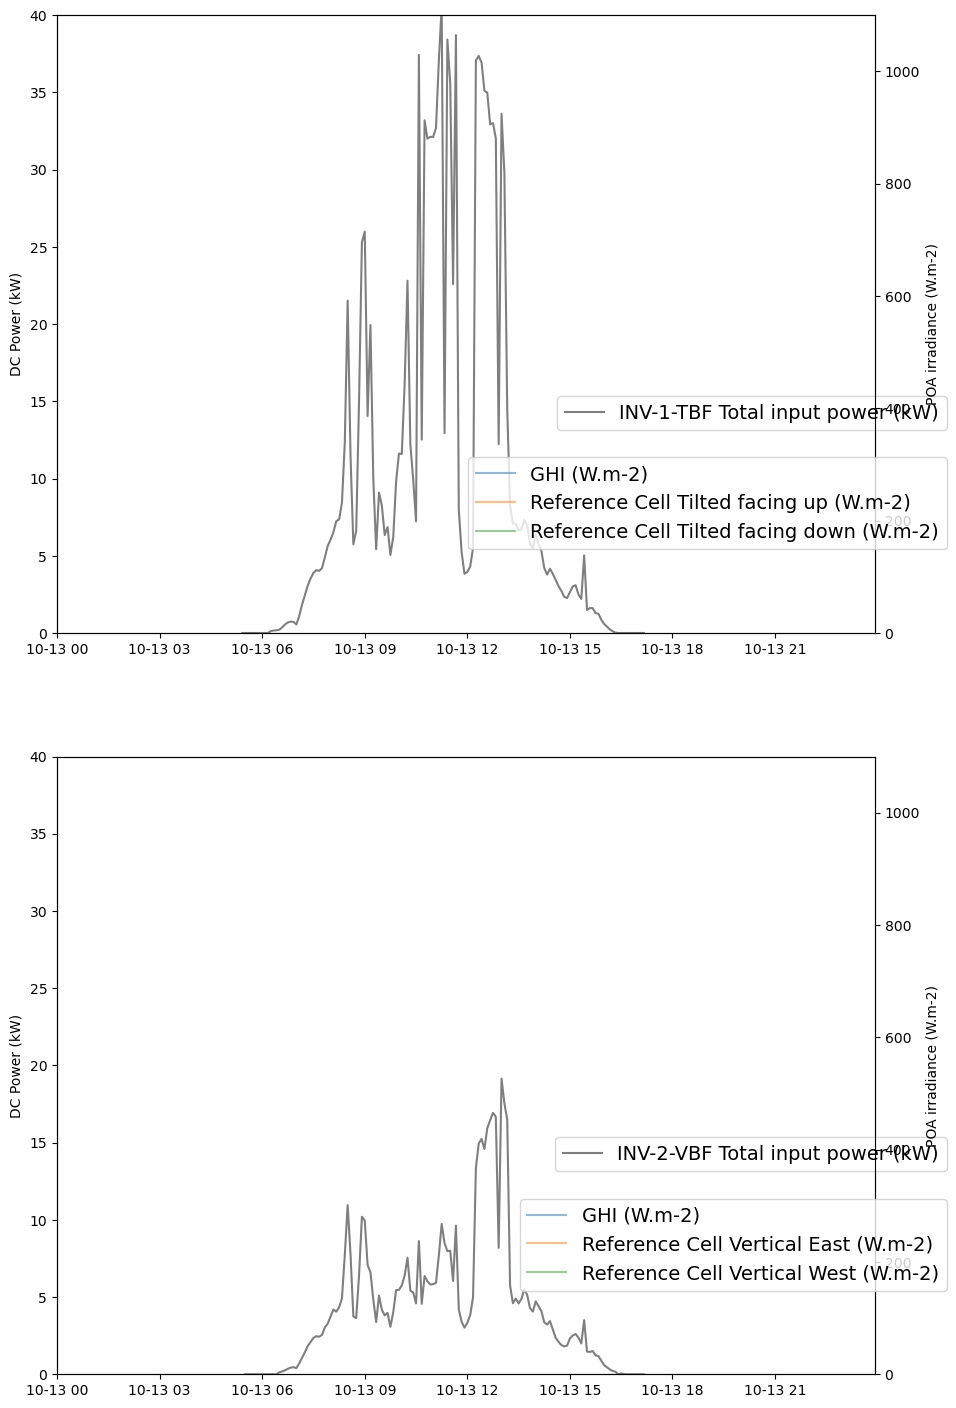 40
35
30
25
20
15
10
5
0
DC Power (kW)
1000
800
600
400
200
0
POA irradiance (W.m-2)
INV-1-TBF Total input power (kW)
GHI (W.m-2)
Reference Cell Tilted facing up (W.m-2)
Reference Cell Tilted facing down (W.m-2)
10-13 00 10-13 03 10-13 06 10-13 09 10-13 12 10-13 15 10-13 18 10-13 21
40
35
30
25
20
15
10
5
0
DC Power (kW)
1000
800
600
400
200
0
POA irradiance (W.m-2)
INV-2-VBF Total input power (kW)
GHI (W.m-2)
Reference Cell Vertical East (W.m-2)
Reference Cell Vertical West (W.m-2)
10-13 00 10-13 03 10-13 06 10-13 09 10-13 12 10-13 15 10-13 18 10-13 21